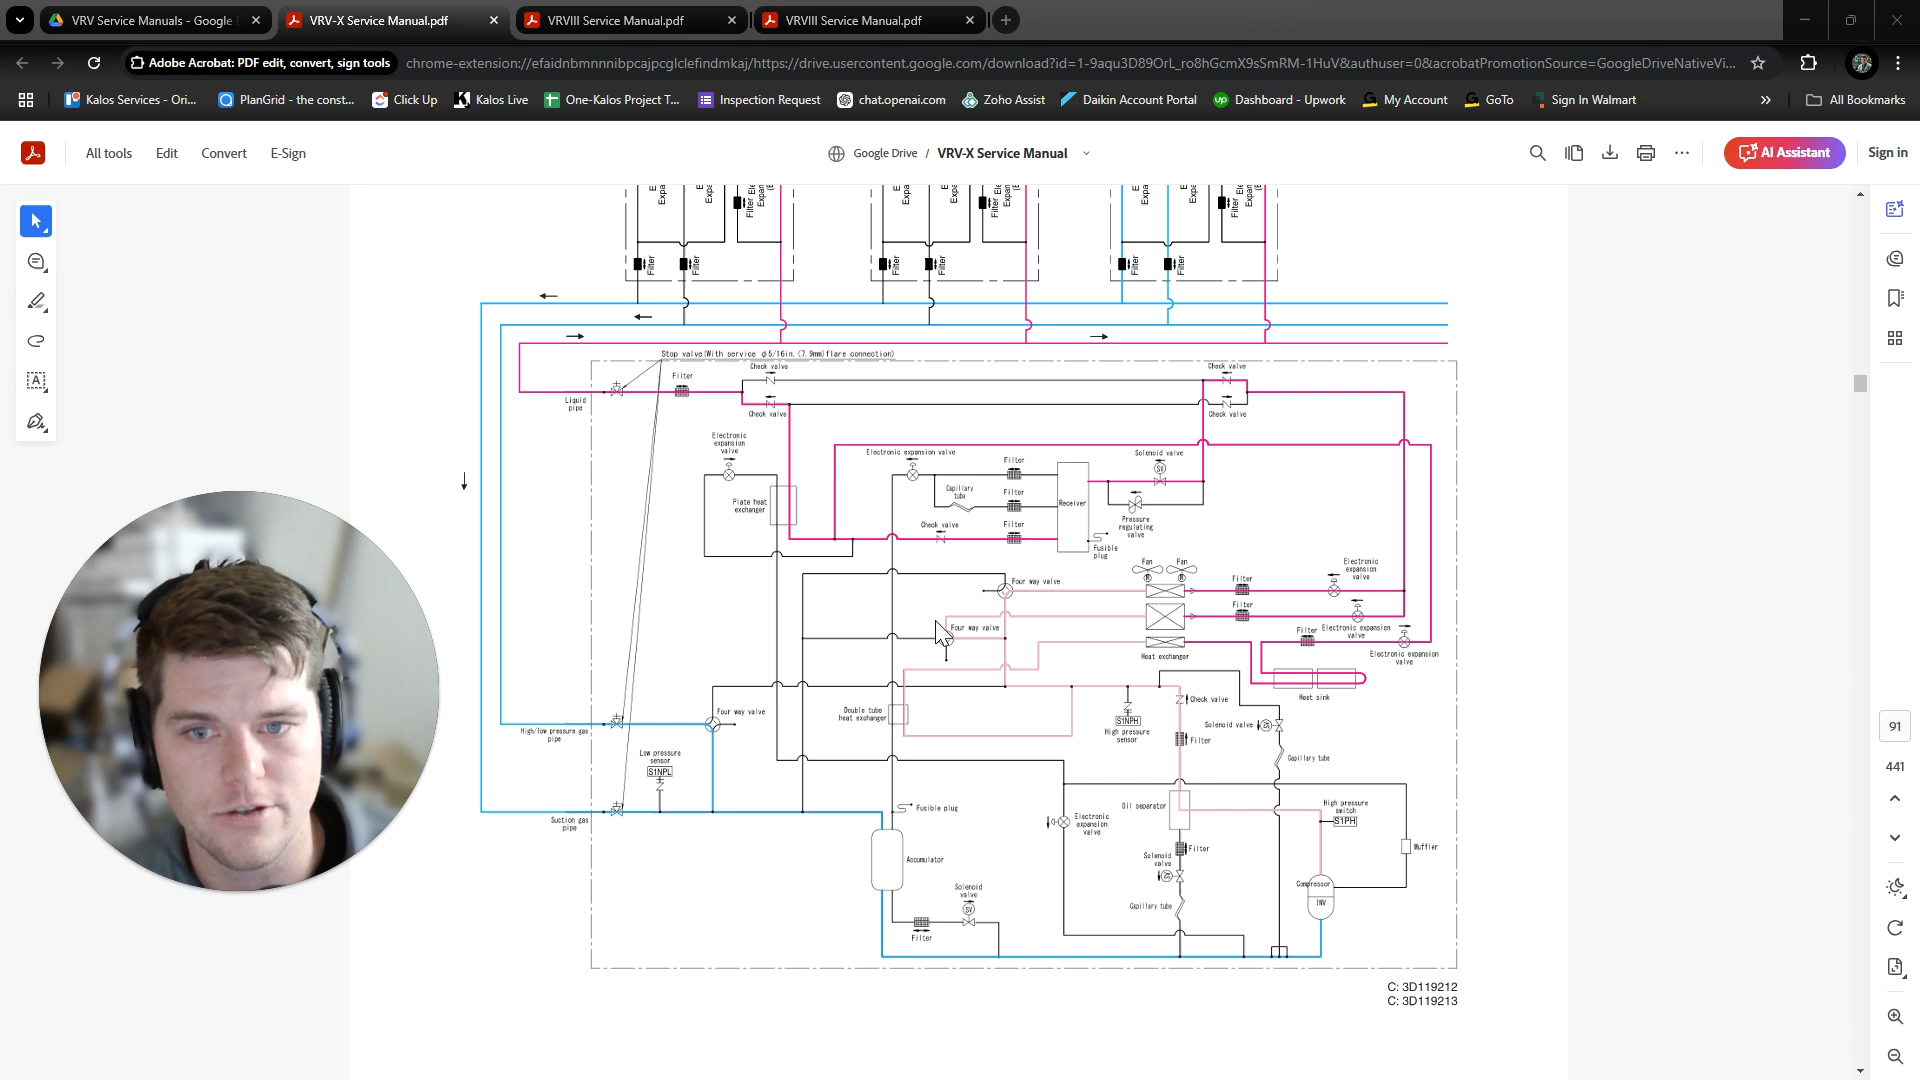 VRV Service Manuals - Google
VRV-X Service Manual.pdf
VRVIII Service Manual.pdf
VRVIII Service Manual.pdf
Adobe Acrobat: PDF edit, convert, sign tools
chrome-extension://efaidnbmnnnibpcajpcglclefindmkaj/https://drive.usercontent.google.com/download?id=1-9aqu3D89OrL_ro8hGcmX9sSmRM-1HuV&authuser=0&acrobatPromotionSource=GoogleDriveNativeVi...
Kalos Services - Ori...
PlanGrid - the const...
Click Up
Kalos Live
One-Kalos Project T...
Inspection Request
chat.openai.com
Zoho Assist
Daikin Account Portal
Dashboard - Upwork
My Account
GoTo
Sign In Walmart
All Bookmarks
All tools
Edit
Convert
E-Sign
Google Drive / VRV-X Service Manual
AI Assistant
Sign in
Filter
Filter
Filter
Filter
Filter
Filter
Filter
Filter
Filter
Stop valve(With service φ5/16in.(7.9mm)flare connection)
Check valve
Check valve
Filter
Liquid
pipe
Check valve
Check valve
Electronic
expansion
valve
Electronic expansion valve
Filter
Solenoid valve
SV
Plate heat
exchanger
Capillary
tube
Filter
Receiver
Check valve
Filter
Pressure
regulating
valve
Fusible
plug
Fan
Fan
Electronic
expansion
valve
Four way valve
Filter
Filter
Electronic expansion
valve
Four way valve
Filter
Electronic expansion
valve
Heat exchanger
Heat sink
Four way valve
Double tube
heat exchanger
Check valve
S1NPH
High pressure
sensor
Solenoid valve
Filter
High/low pressure gas
pipe
Low pressure
sensor
S1NPL
Capillary tube
Suction gas
pipe
Fusible plug
Oil separator
High pressure
switch
S1PH
Electronic
expansion
valve
Filter
Muffler
Accumulator
Solenoid
valve
Compressor
INV
Solenoid
valve
SV
Capillary tube
Filter
C: 3D119212
C: 3D119213
91
441